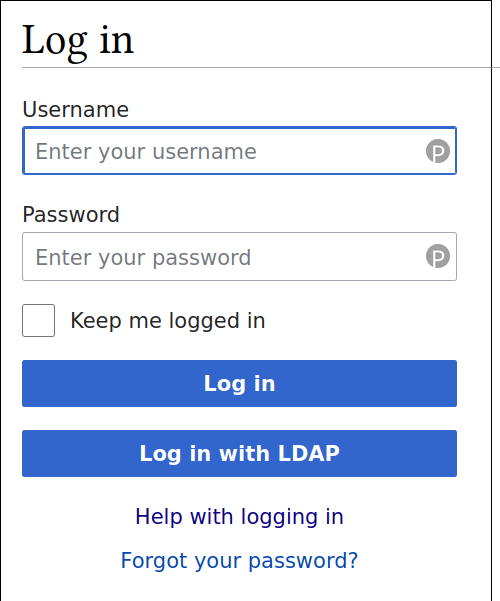 Log in
Username
Enter your username
Password
Enter your password
Keep me logged in
Log in
Log in with LDAP
Help with logging in
Forgot your password?